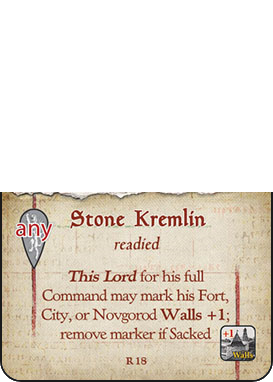 any
Stone Kremlin
readied
This Lord for his full
Command may mark his Fort,
City, or Novgorod Walls +1;
remove marker if Sacked
+1
Walls
R18